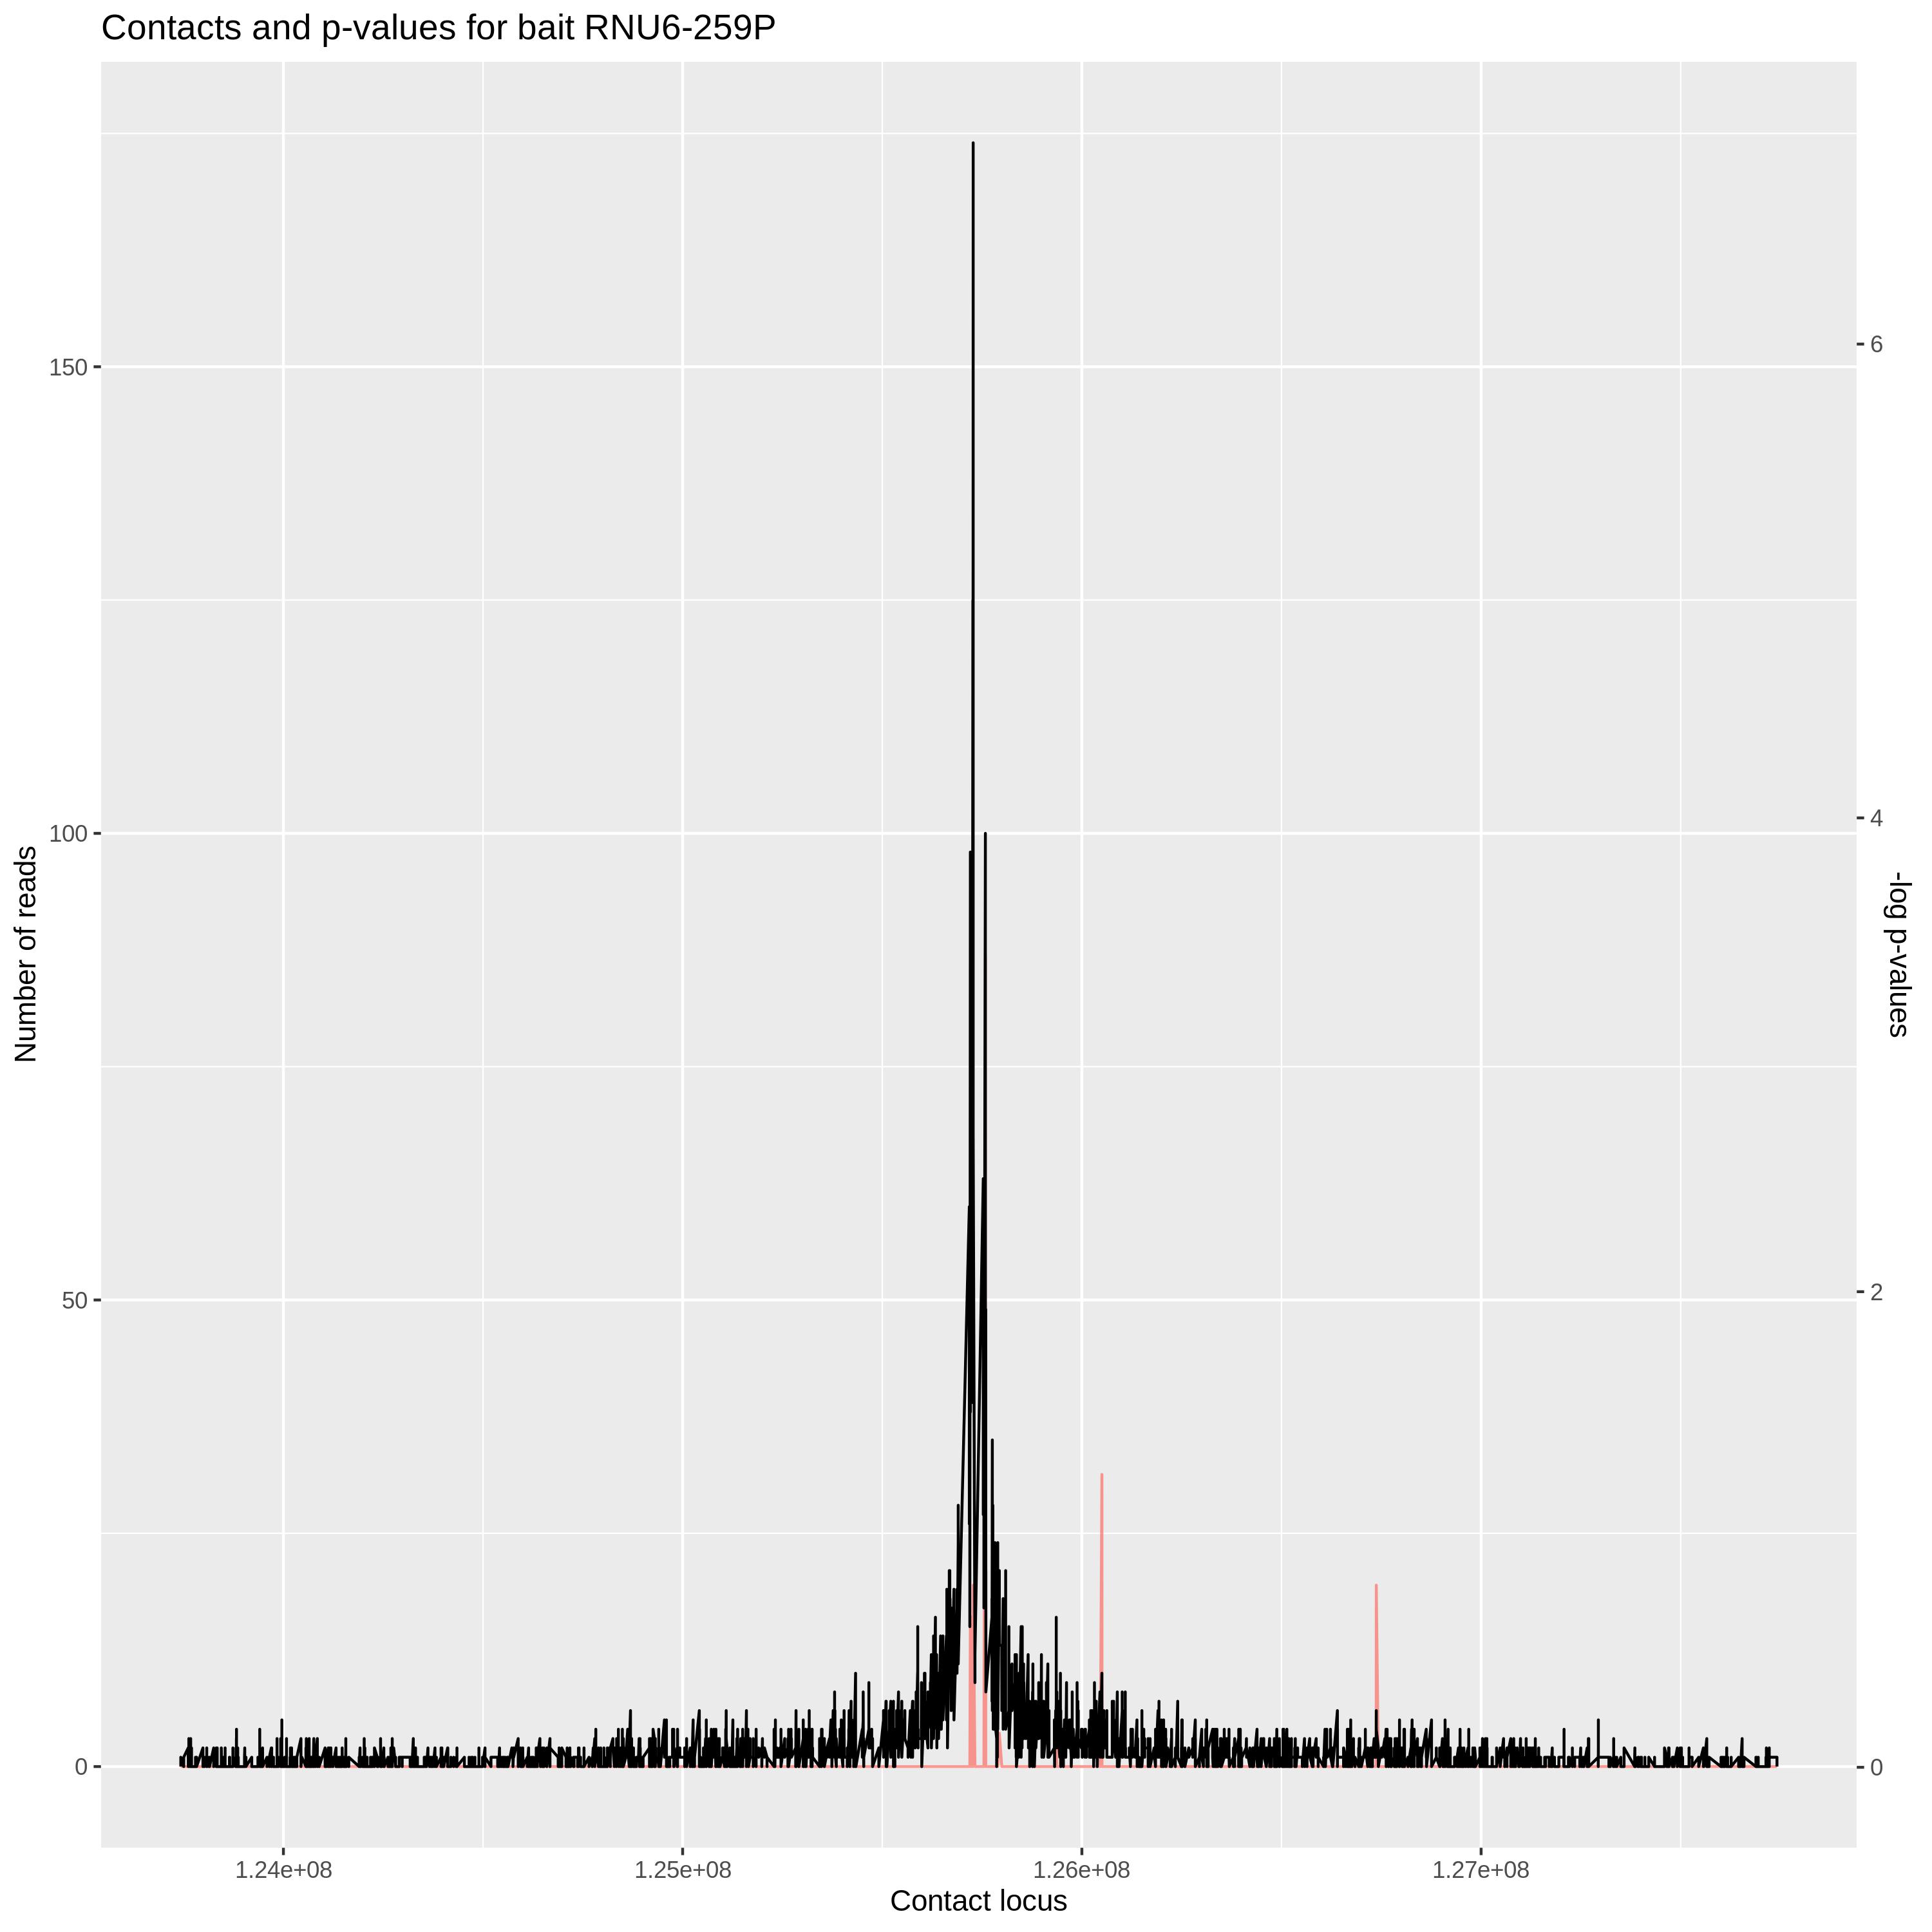 Contacts and p-values for bait RNU6-259P
150
100
50
0
Number of reads
6
4
2
0
-log p-values
1.24e+08
1.25e+08
1.26e+08
1.27e+08
Contact locus